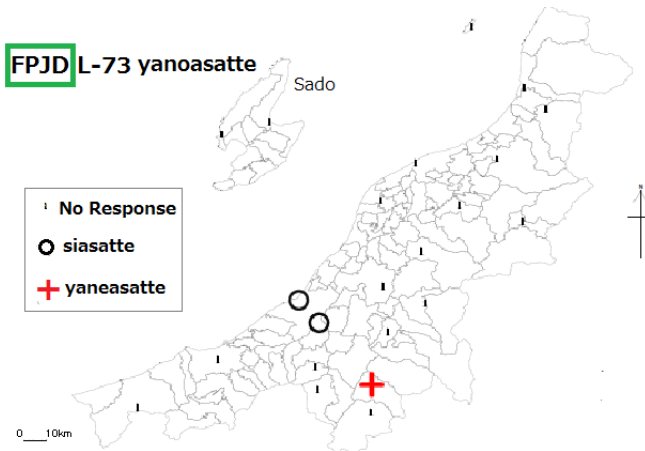 FPJD L-73 yanoasatte
Sado
ı No Response
siasatte
yaneasatte
N
0 10km